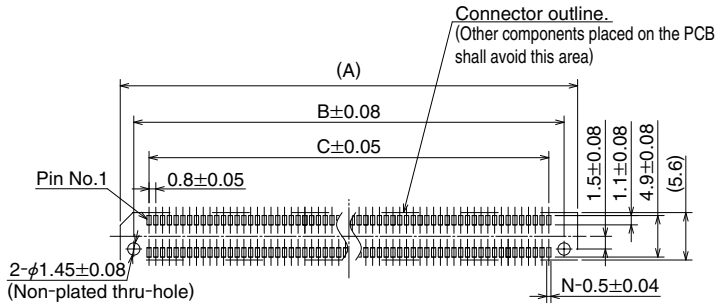 Connector outline.
(Other components placed on the PCB
shall avoid this area)
(A)
B±0.08
C±0.05
Pin No.1
0.8±0.05
1.5±0.08
1.1±0.08
4.9±0.08
(5.6)
2-ϕ1.45±0.08
(Non-plated thru-hole)
N-0.5±0.04